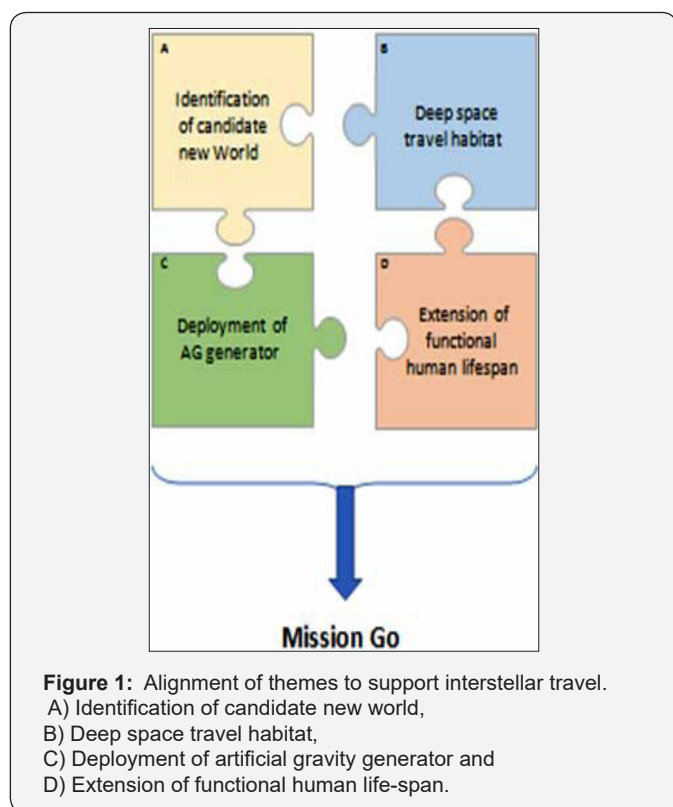 A
Identification
of candidate
new World
B
Deep space
travel habitat
C
Deployment of
AG generator
D
Extension of
functional
human lifespan
Mission Go
Figure 1: Alignment of themes to support interstellar travel.
A) Identification of candidate new world,
B) Deep space travel habitat,
C) Deployment of artificial gravity generator and
D) Extension of functional human life-span.